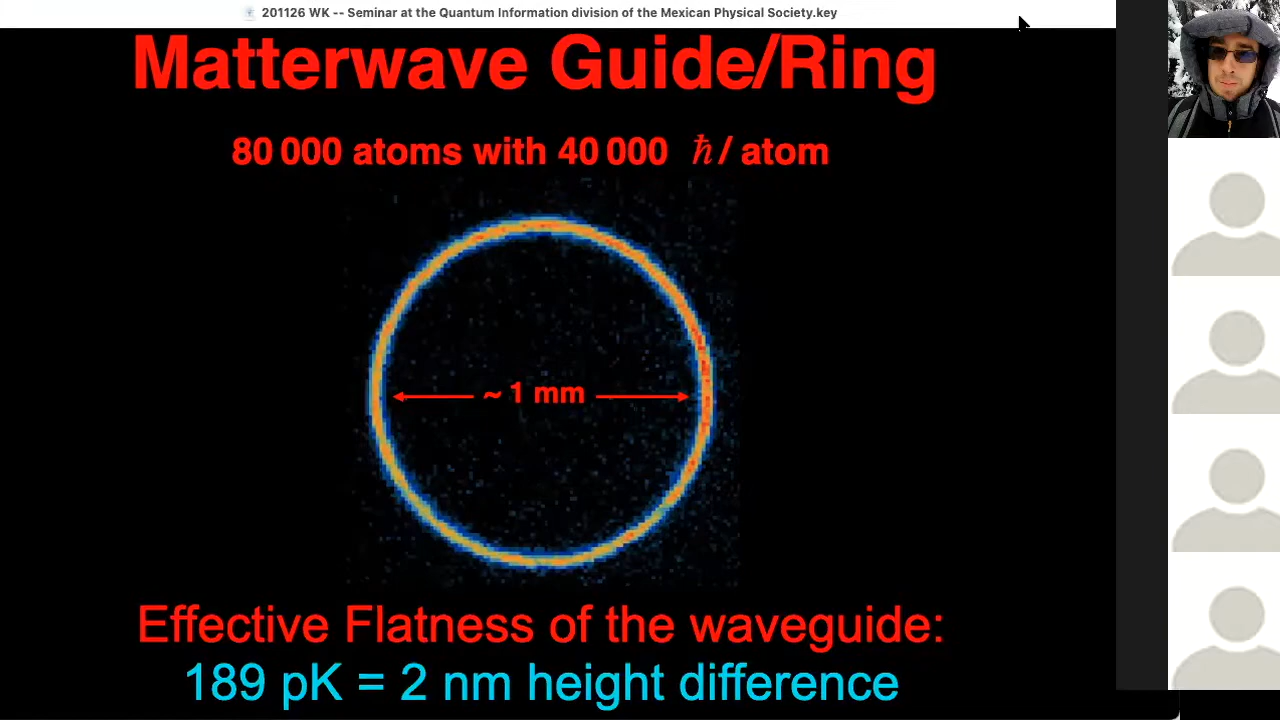 201126 WK -- Seminar at the Quantum Information division of the Mexican Physical Society.key
Matterwave Guide/Ring
80 000 atoms with 40 000 ℏ / atom
~ 1 mm
Effective Flatness of the waveguide:
189 pK = 2 nm height difference